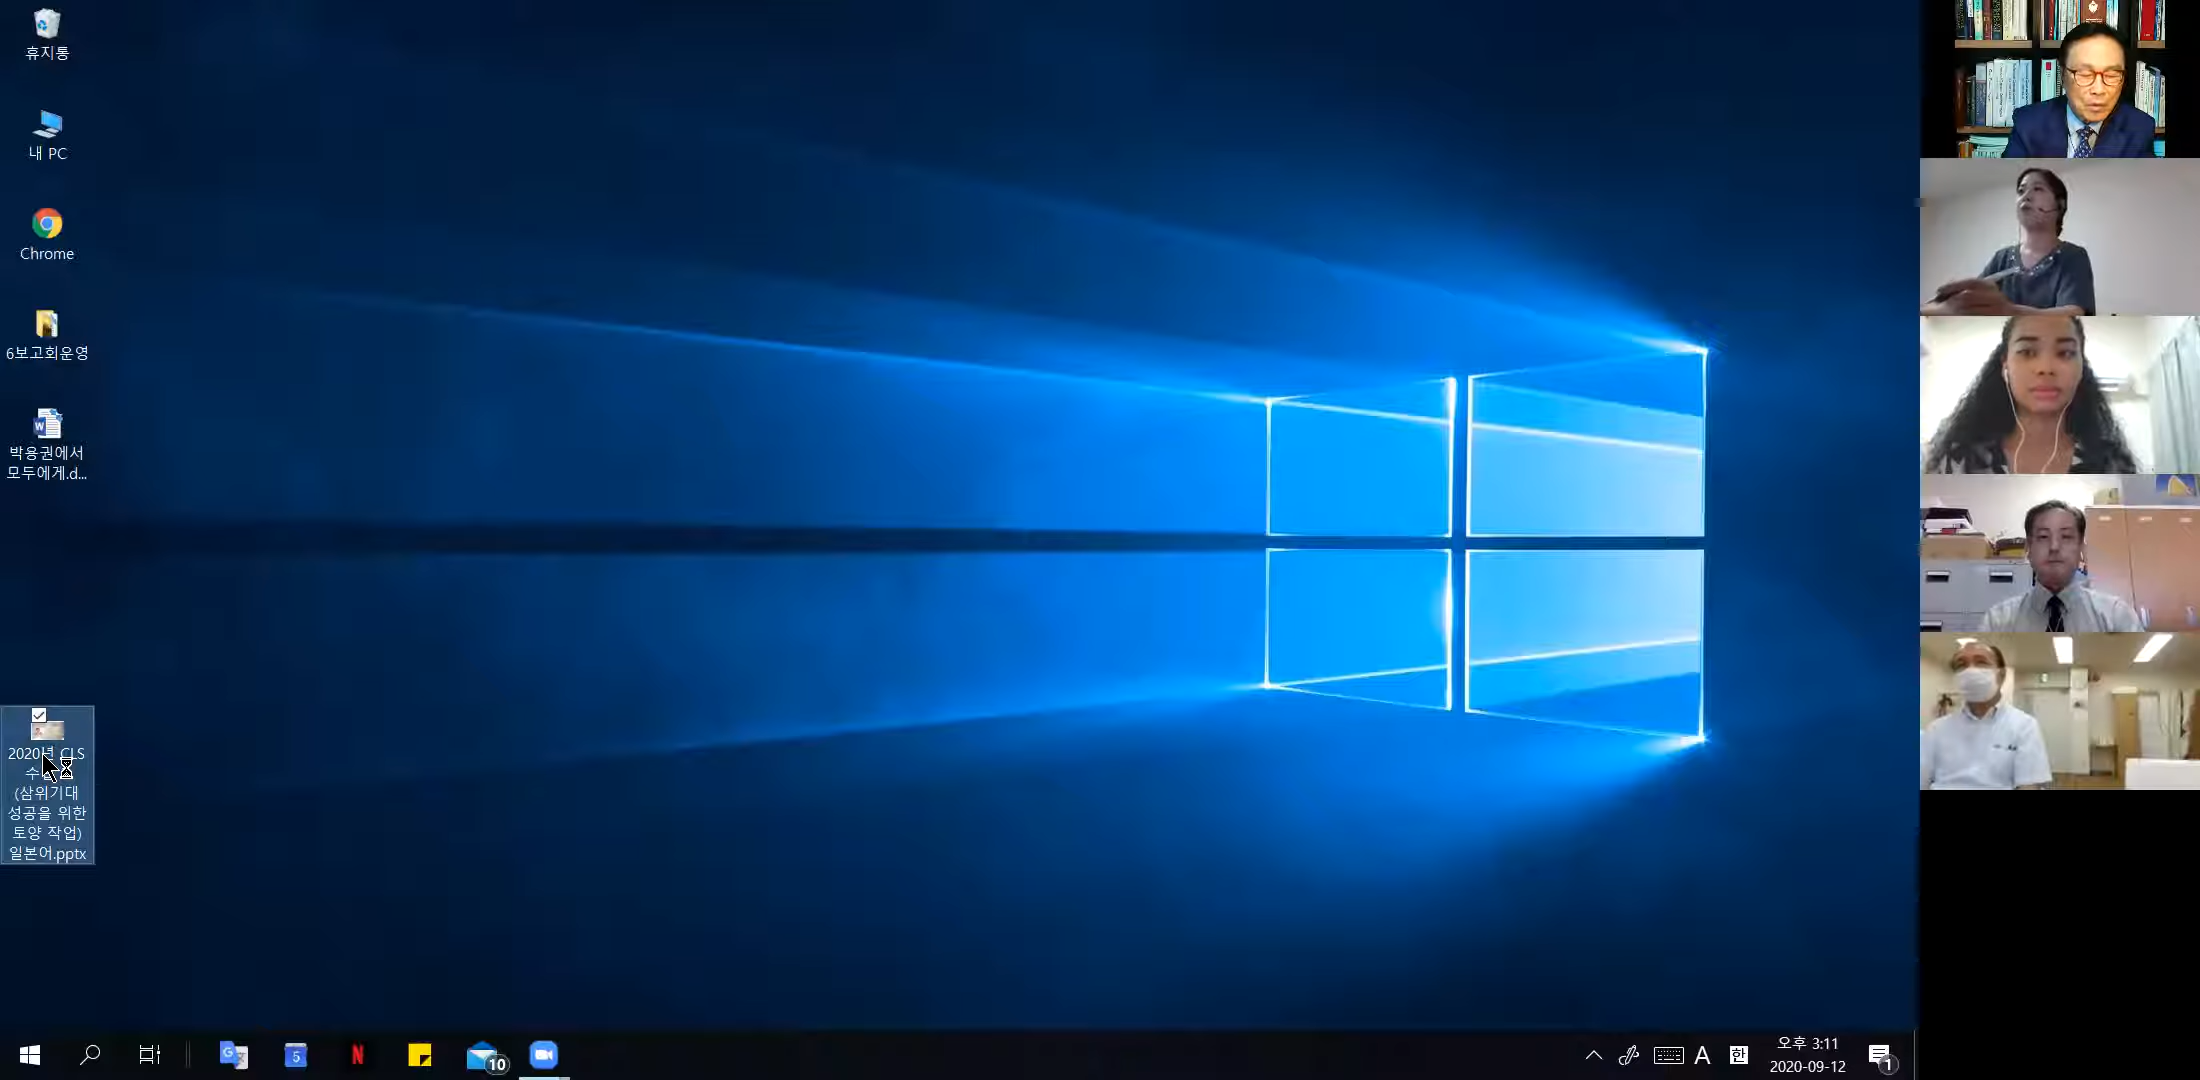 휴지통
내 PC
Chrome
6보고회운영
박용권에서
모두에게.d...
2020년 CLS
(삼위기대
성공을 위한
토양 작업)
일본어.pptx
5
N
10
A
한
오후 3:11
2020-09-12
1